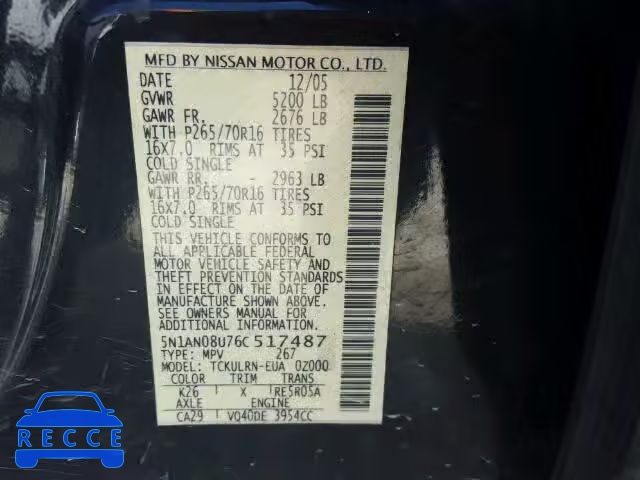 MFD BY NISSAN MOTOR CO., LTD.
DATE 12/05
GVWR 5200 LB
GAWR FR. 2676 LB
WITH P265/70R16 TIRES
16X7.0 RIMS AT 35 PSI
COLD SINGLE
GAWR RR. - 2963 LB
WITH P265/70R16 TIRES
16X7.0 RIMS AT 35 PSI
COLD SINGLE
THIS VEHICLE CONFORMS TO
ALL APPLICABLE FEDERAL
MOTOR VEHICLE SAFETY AND
THEFT PREVENTION STANDARDS
IN EFFECT ON THE DATE OF
MANUFACTURE SHOWN ABOVE.
SEE OWNERS MANUAL FOR
ADDITIONAL INFORMATION.
5N1AN08U76C517487
TYPE: MPV 267
MODEL: TCKULRN-EUA 0Z000
COLOR TRIM TRANS
K26 X RE5R05A
AXLE ENGINE
CA29 VQ40DE 3954CC
RECCE